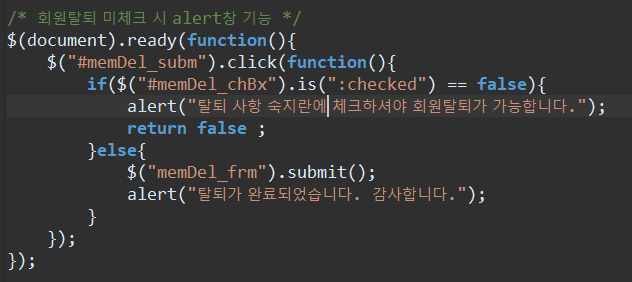 /* 회원탈퇴 미체크 시 alert창 기능 */
$(document).ready(function(){
    $("#memDel_subm").click(function(){
        if($("#memDel_chBx").is(":checked") == false){
            alert("탈퇴 사항 숙지란에 체크하셔야 회원탈퇴가 가능합니다.");
            return false ;
        }else{
            $("memDel_frm").submit();
            alert("탈퇴가 완료되었습니다. 감사합니다.");
        }
    });
});